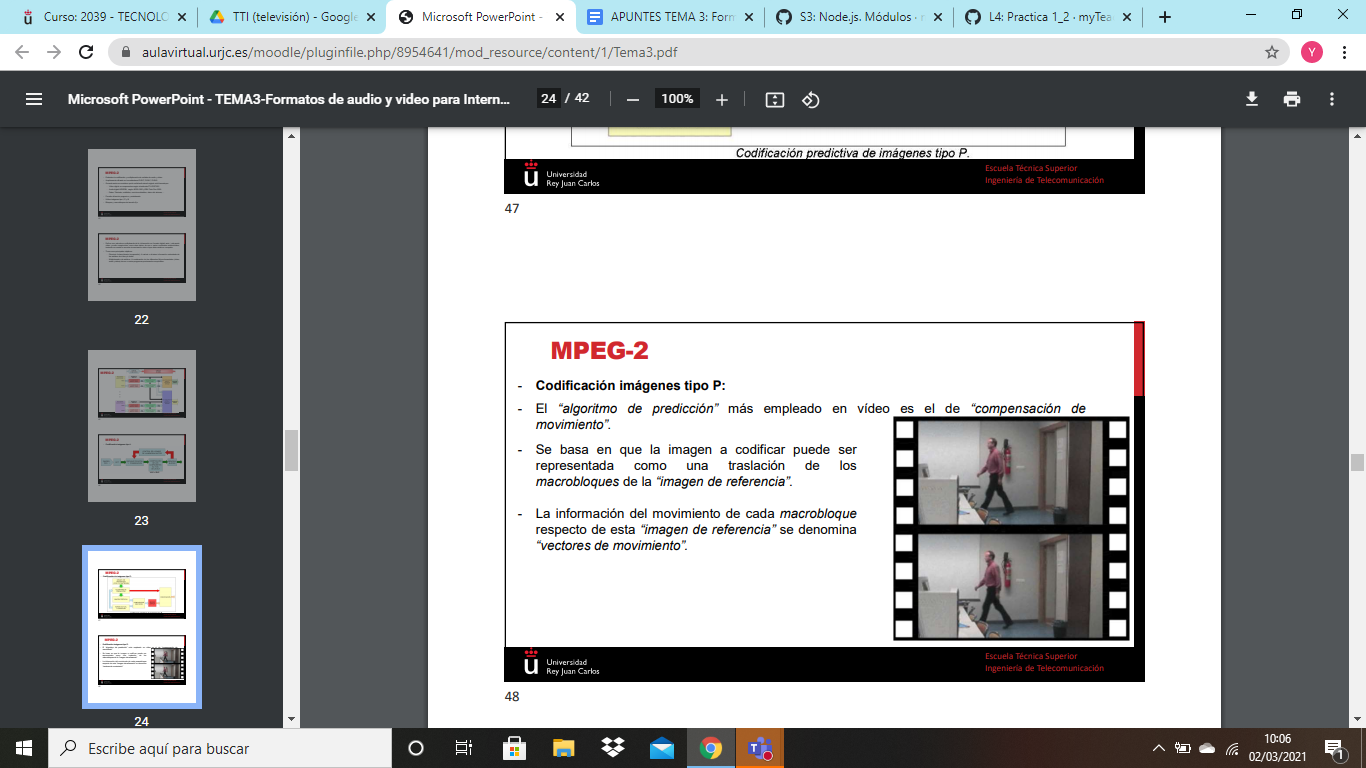 Curso: 2039 - TECNOLO
TTI (televisión) - Google
Microsoft PowerPoint -
APUNTES TEMA 3: Form
S3: Node.js. Módulos · r
L4: Practica 1_2 · myTea
aulavirtual.urjc.es/moodle/pluginfile.php/8954641/mod_resource/content/1/Tema3.pdf
Y
Microsoft PowerPoint - TEMA3-Formatos de audio y video para Intern...
24 / 42
100%
22
23
24
Codificación predictiva de imágenes tipo P.
Universidad
Rey Juan Carlos
Escuela Técnica Superior
Ingeniería de Telecomunicación
47
MPEG-2
- Codificación imágenes tipo P:
- El “algoritmo de predicción” más empleado en vídeo es el de “compensación de
movimiento”.
- Se basa en que la imagen a codificar puede ser
representada como una traslación de los
macrobloques de la “imagen de referencia”.
- La información del movimiento de cada macrobloque
respecto de esta “imagen de referencia” se denomina
“vectores de movimiento”.
Universidad
Rey Juan Carlos
Escuela Técnica Superior
Ingeniería de Telecomunicación
48
Escribe aquí para buscar
10:06
02/03/2021
1